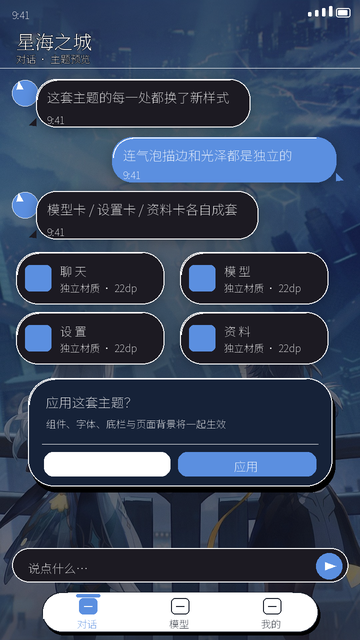 9:41
星海之城
对话 · 主题预览
这套主题的每一处都换了新样式
9:41
连气泡描边和光泽都是独立的
9:41
模型卡 / 设置卡 / 资料卡各自成套
9:41
聊天
独立材质 · 22dp
模型
独立材质 · 22dp
设置
独立材质 · 22dp
资料
独立材质 · 22dp
应用这套主题?
组件、字体、底栏与页面背景将一起生效
应用
说点什么…
对话
模型
我的